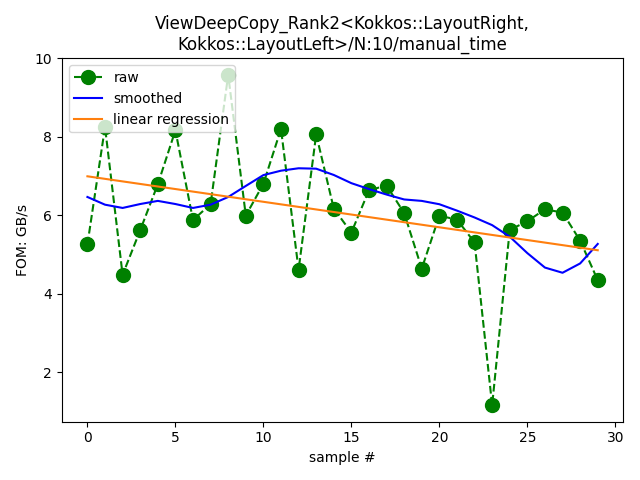 ViewDeepCopy_Rank2<Kokkos::LayoutRight,
Kokkos::LayoutLeft>/N:10/manual_time
raw
smoothed
linear regression
FOM: GB/s
10
8
6
4
2
0
5
10
15
20
25
30
sample #